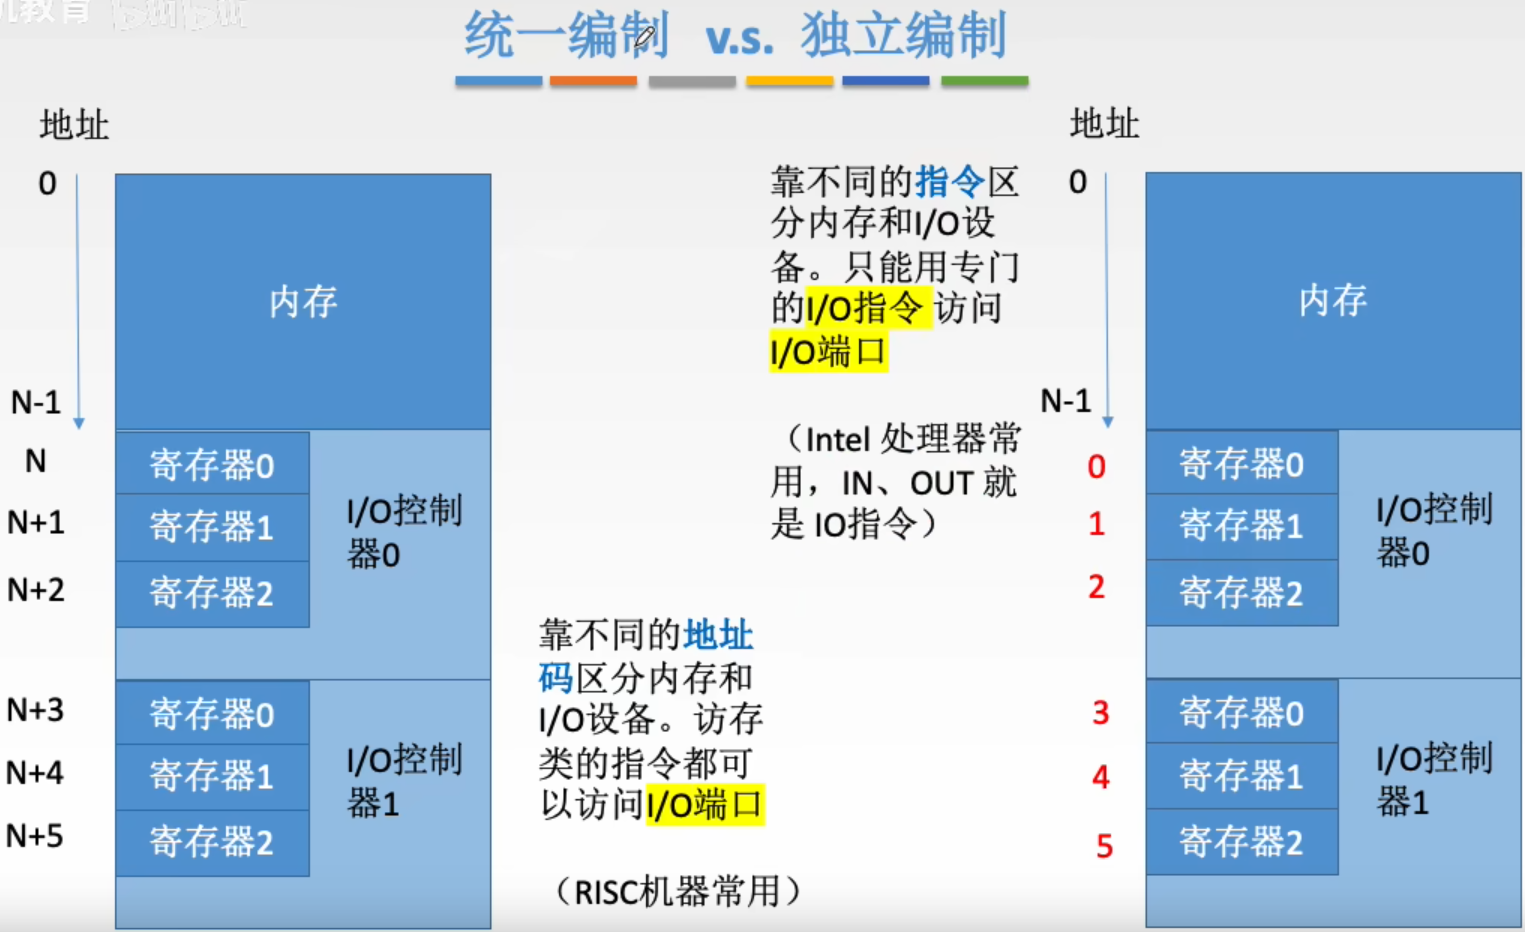 机教育 bilibili
统一编制 v.s. 独立编制
地址
0
N-1
N
N+1
N+2
N+3
N+4
N+5
内存
寄存器0
寄存器1
寄存器2
I/O控制
器0
寄存器0
寄存器1
寄存器2
I/O控制
器1
靠不同的地址
码区分内存和
I/O设备。访存
类的指令都可
以访问I/O端口
（RISC机器常用）
靠不同的指令区
分内存和I/O设
备。只能用专门
的I/O指令 访问
I/O端口
（Intel 处理器常
用，IN、OUT 就
是 IO指令）
地址
0
N-1
0
1
2
3
4
5
内存
寄存器0
寄存器1
寄存器2
I/O控制
器0
寄存器0
寄存器1
寄存器2
I/O控制
器1